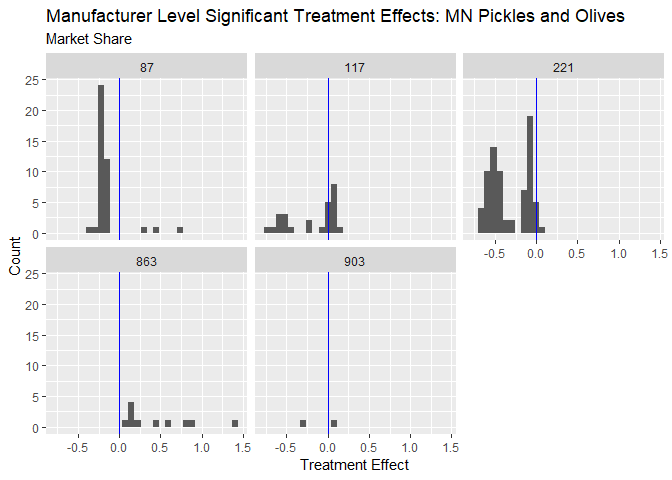 Manufacturer Level Significant Treatment Effects: MN Pickles and Olives
Market Share
87 117 221
25
20
15
10
5
0
-0.5 0.0 0.5 1.0 1.5
863 903
25
20
15
10
5
0
-0.5 0.0 0.5 1.0 1.5 -0.5 0.0 0.5 1.0 1.5
Count
Treatment Effect